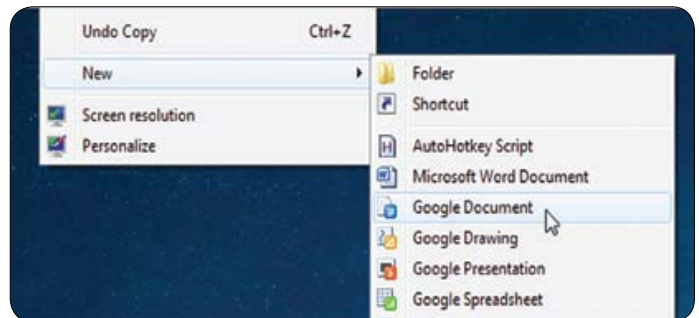 Undo Copy Ctrl+Z
New
Screen resolution
Personalize
Folder
Shortcut
AutoHotkey Script
Microsoft Word Document
Google Document
Google Drawing
Google Presentation
Google Spreadsheet